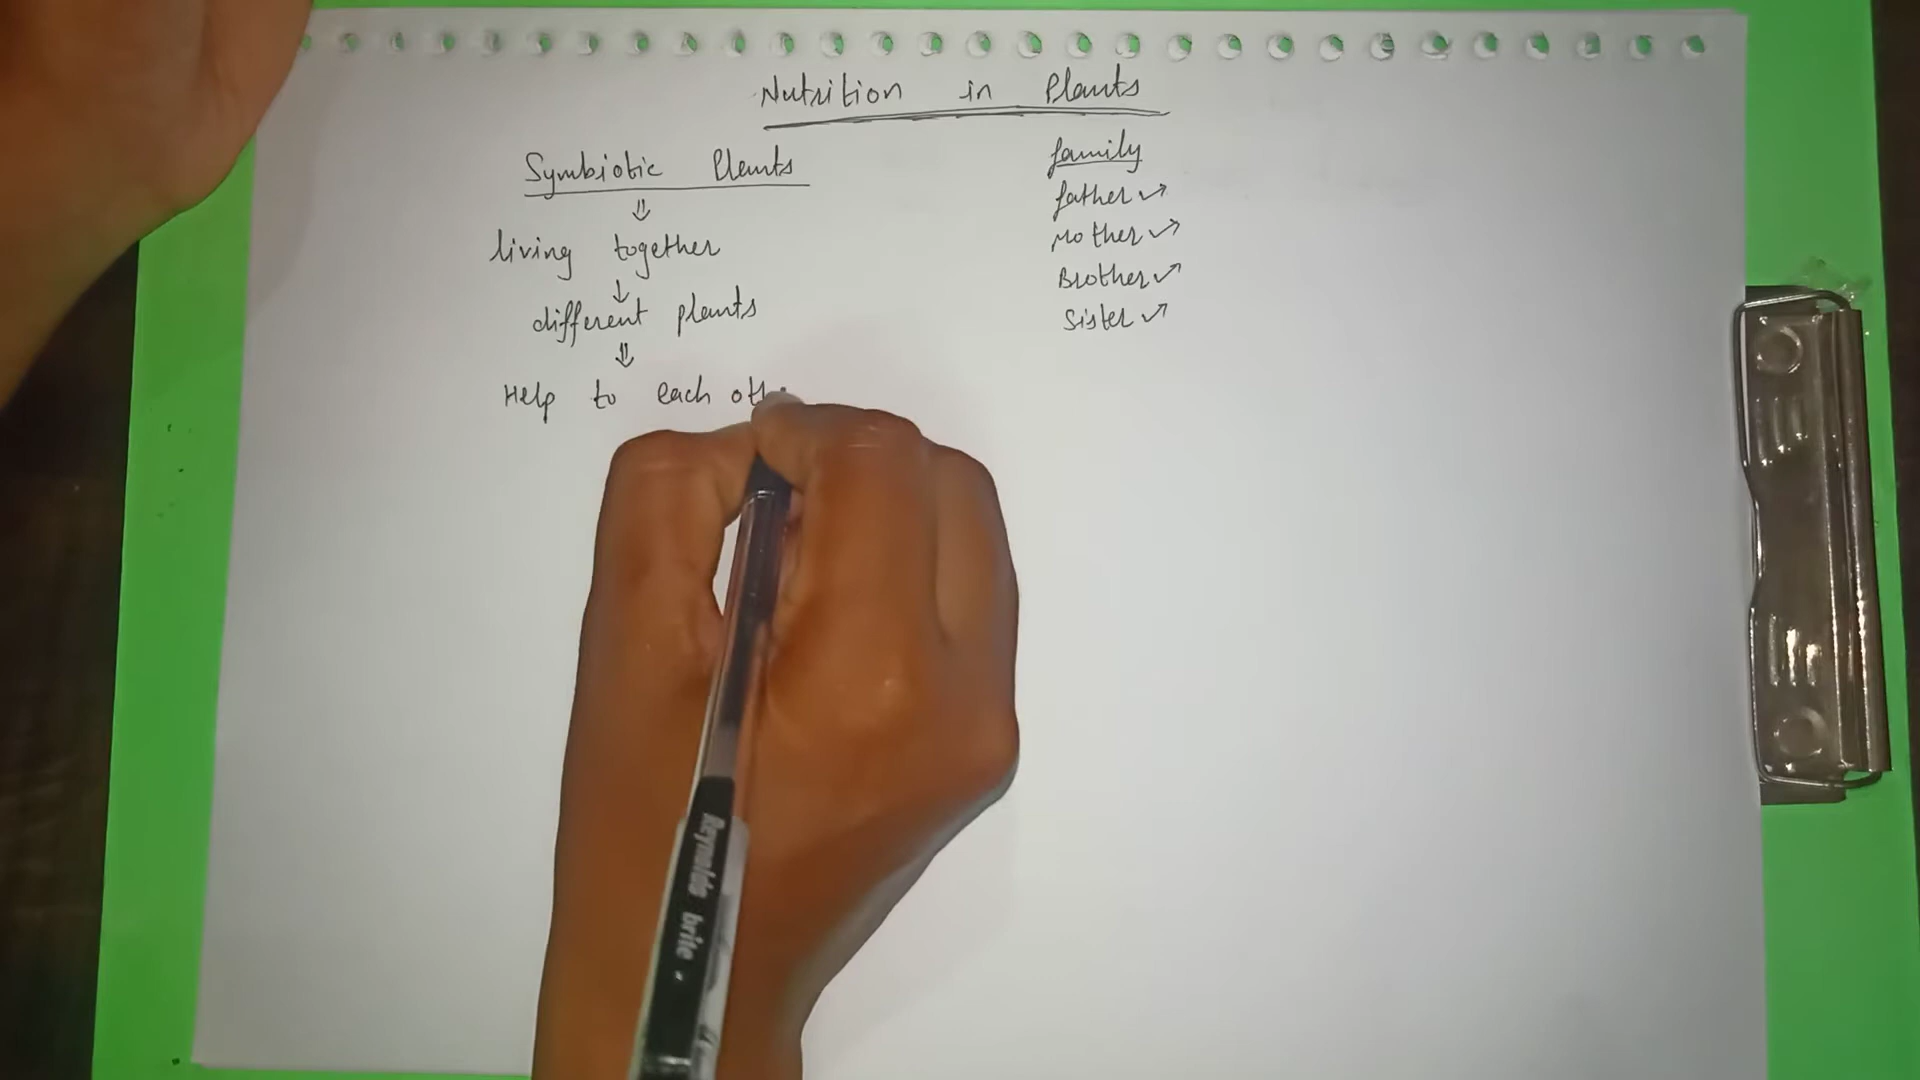 Nutrition in Plants
Symbiotic Plants
⇓
living together
↓
different plants
⇓
Help to each oth
family
father
Mother
Brother
Sister
Reynolds brite.